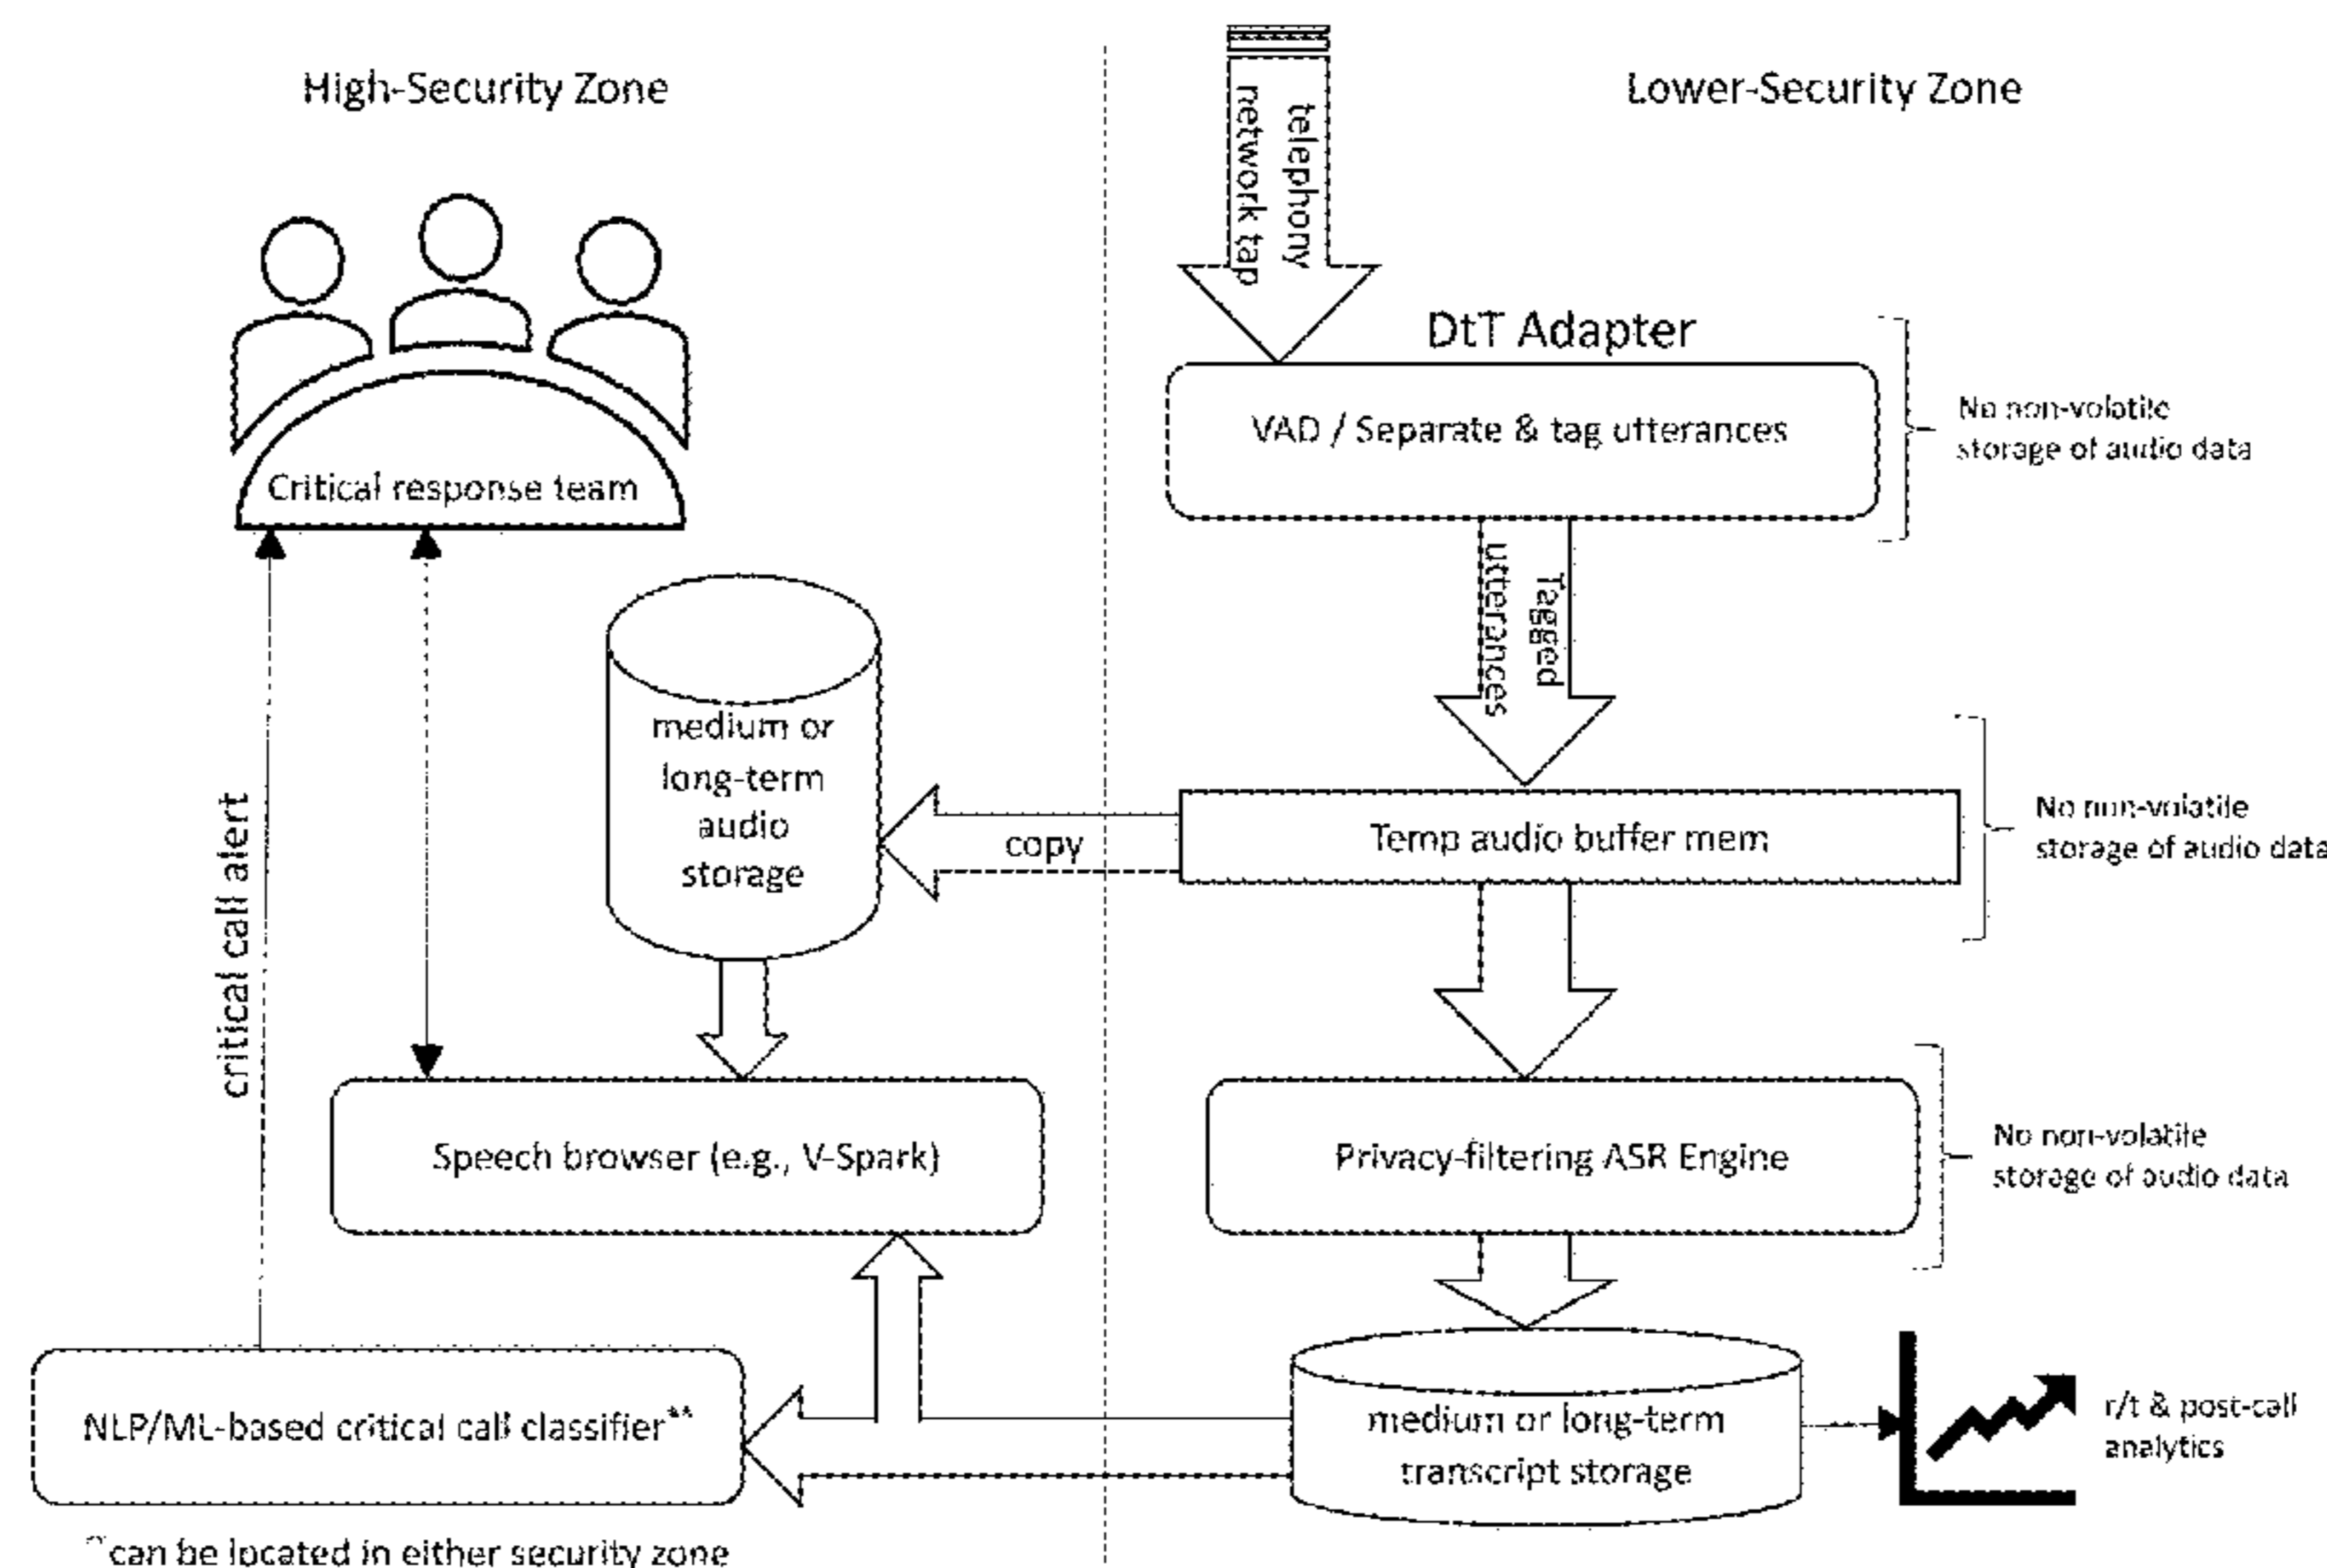 High-Security Zone
Lower-Security Zone
telephony
network tap
DtT Adapter
VAD / Separate & tag utterances
No non-volatile
storage of audio data
Critical response team
Tagged
utterances
medium or
long-term
audio
storage
copy
Temp audio buffer mem
No non-volatile
storage of audio data
critical call alert
Speech browser (e.g., V-Spark)
Privacy-filtering ASR Engine
No non-volatile
storage of audio data
NLP/ML-based critical call classifier**
medium or long-term
transcript storage
r/t & post-call
analytics
**can be located in either security zone